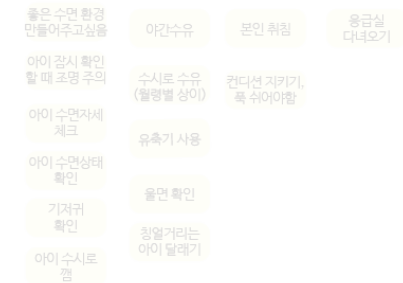 좋은 수면 환경
만들어주고싶음
아이 잠시 확인
할 때 조명 주의
아이 수면자세
체크
아이 수면상태
확인
기저귀
확인
아이 수시로
깸
야간수유
수시로 수유
(월령별 상이)
유축기 사용
울면 확인
칭얼거리는
아이 달래기
본인 취침
컨디션 지키기,
푹 쉬어야함
응급실
다녀오기